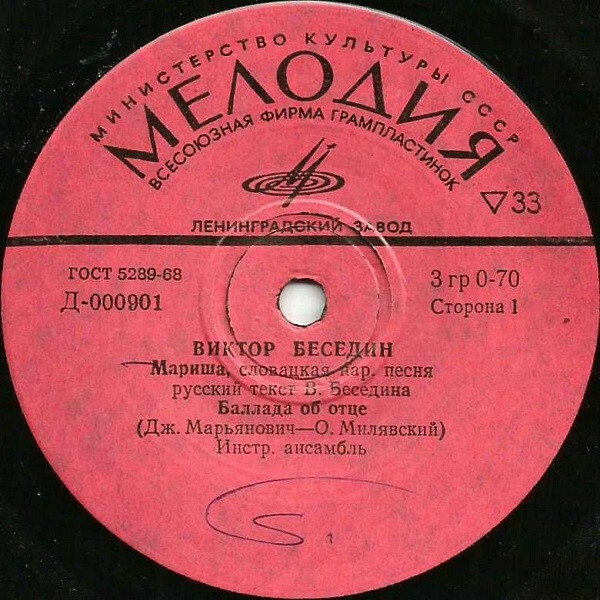 МИНИСТЕРСТВО КУЛЬТУРЫ СССР
МЕЛОДИЯ
ВСЕСОЮЗНАЯ ФИРМА ГРАМПЛАСТИНОК
33
ЛЕНИНГРАДСКИЙ ЗАВОД
ГОСТ 5289-68
3 гр 0-70
Д-000901
Сторона 1
ВИКТОР БЕСЕДИН
Мариша, словацкая нар. песня
русский текст В. Беседина
Баллада об отце
(Дж. Марьянович—О. Милявский)
Инстр. ансамбль
1